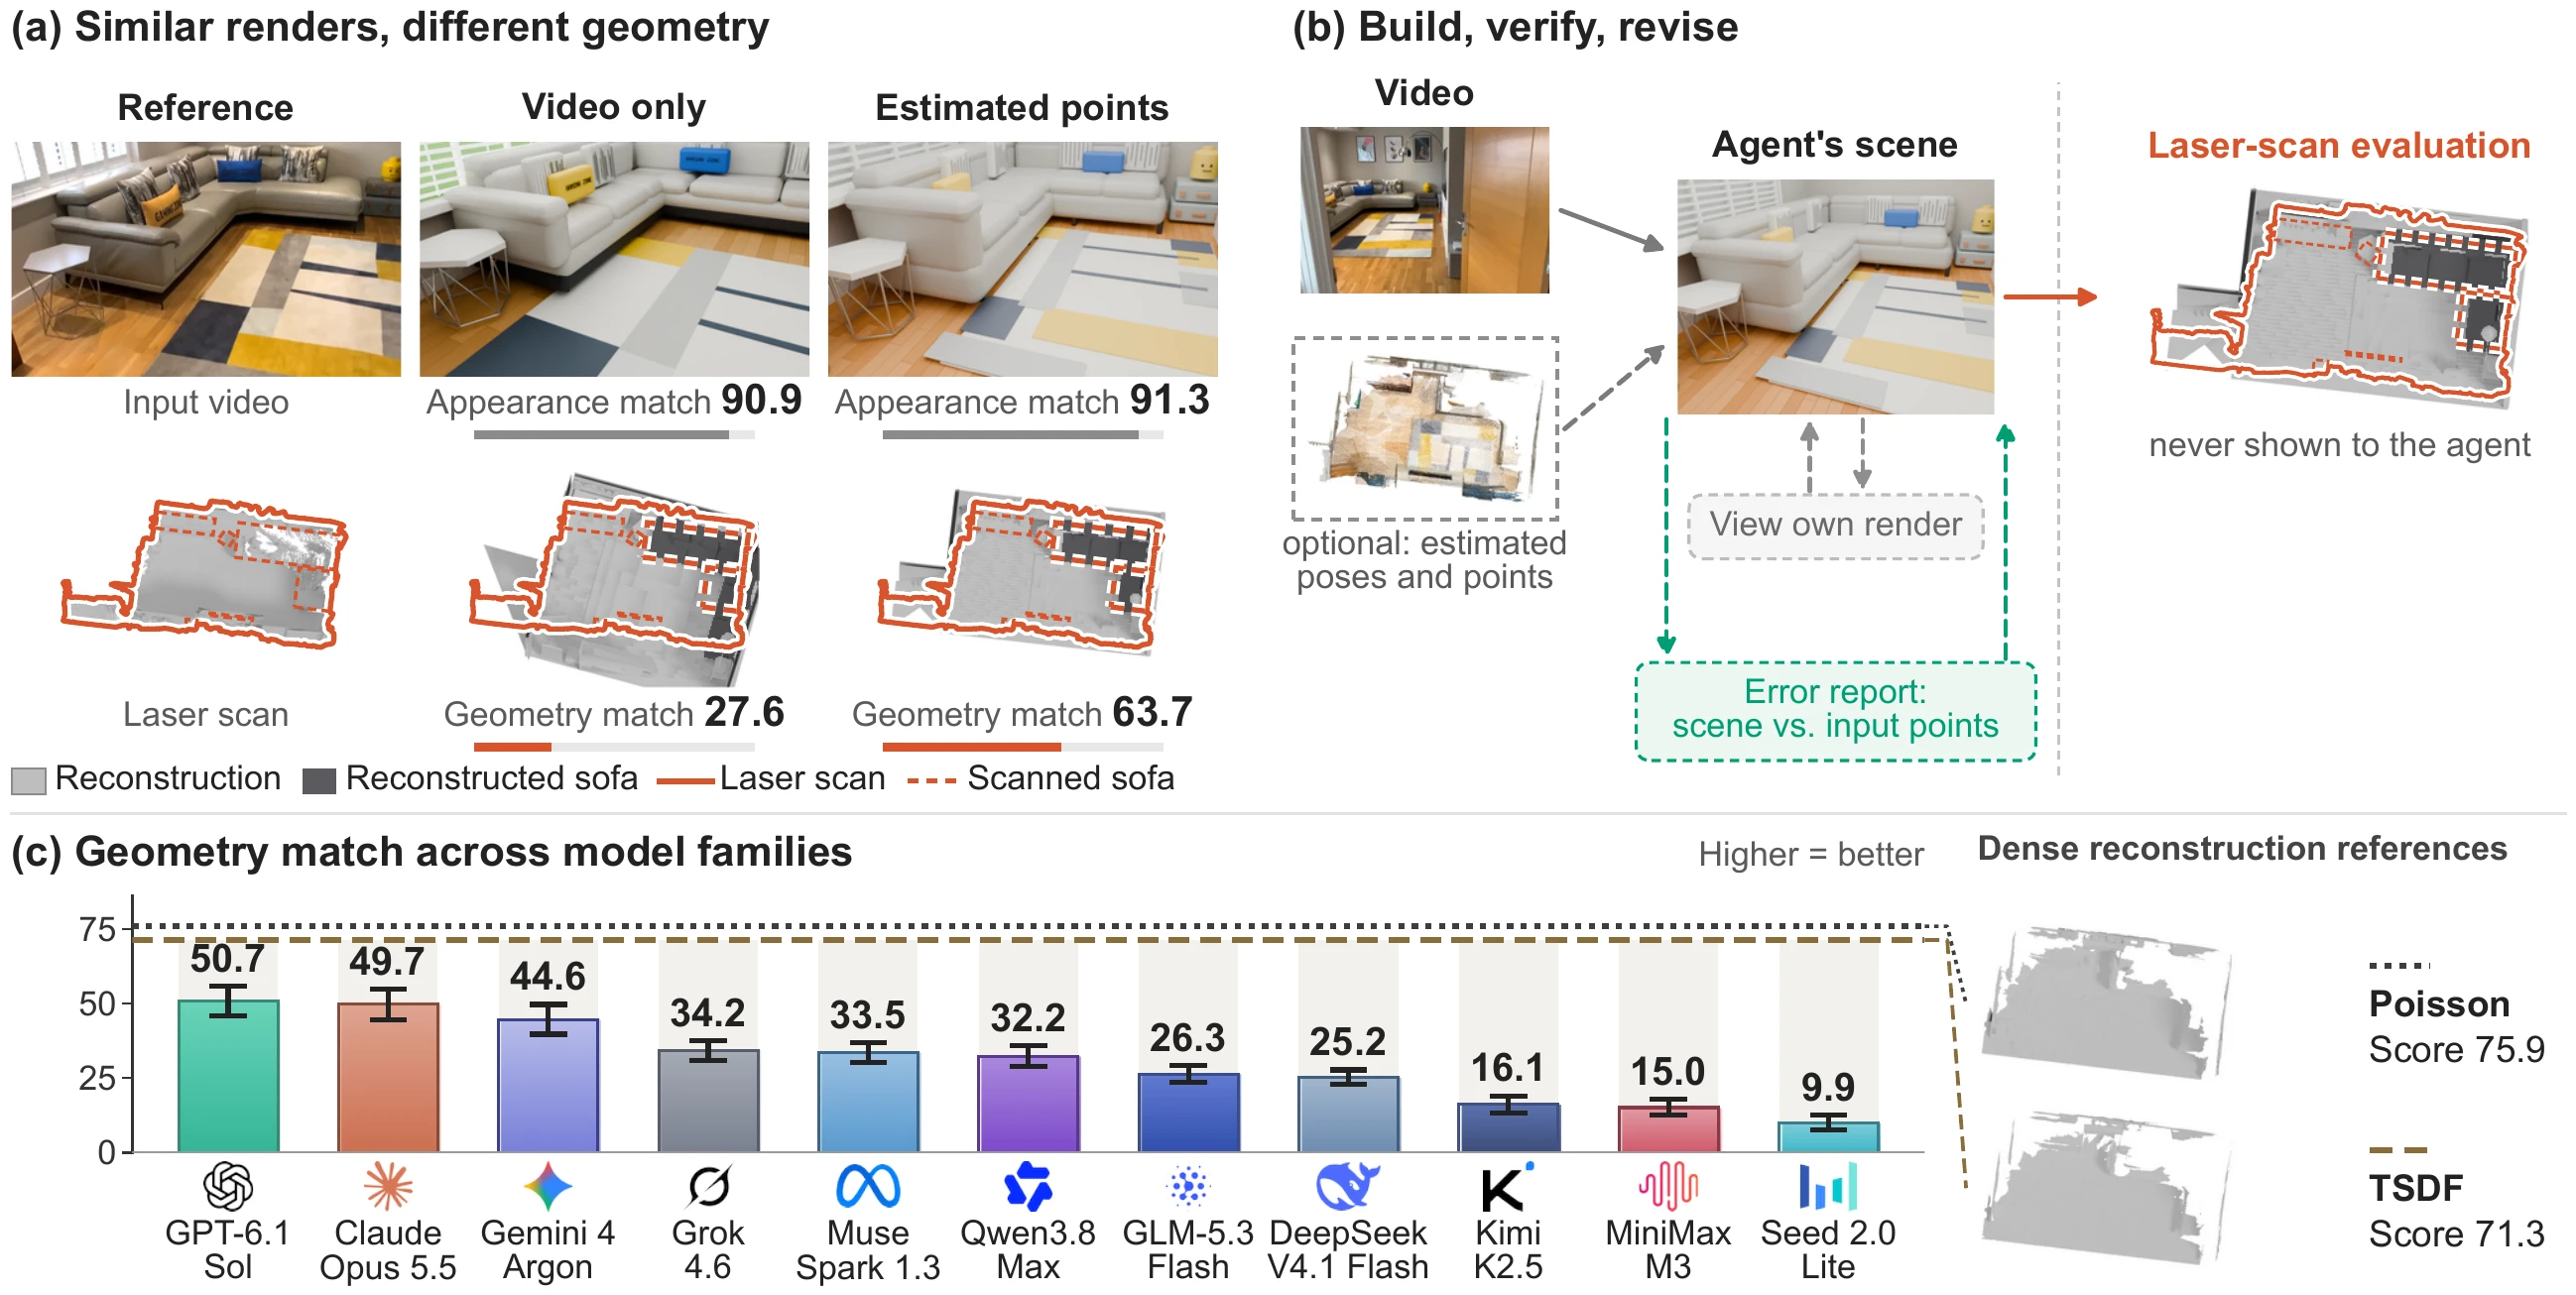 (a) Similar renders, different geometry
Reference
Video only
Estimated points
Input video
Appearance match 90.9
Appearance match 91.3
Laser scan
Geometry match 27.6
Geometry match 63.7
Reconstruction
Reconstructed sofa
Laser scan
Scanned sofa
(b) Build, verify, revise
Video
Agent's scene
Laser-scan evaluation
never shown to the agent
optional: estimated
poses and points
View own render
Error report:
scene vs. input points
(c) Geometry match across model families
Higher = better
Dense reconstruction references
75
50
25
0
50.7
49.7
44.6
34.2
33.5
32.2
26.3
25.2
16.1
15.0
9.9
GPT-6.1
Sol
Claude
Opus 5.5
Gemini 4
Argon
Grok
4.6
Muse
Spark 1.3
Qwen3.8
Max
GLM-5.3
Flash
DeepSeek
V4.1 Flash
Kimi
K2.5
MiniMax
M3
Seed 2.0
Lite
Poisson
Score 75.9
TSDF
Score 71.3